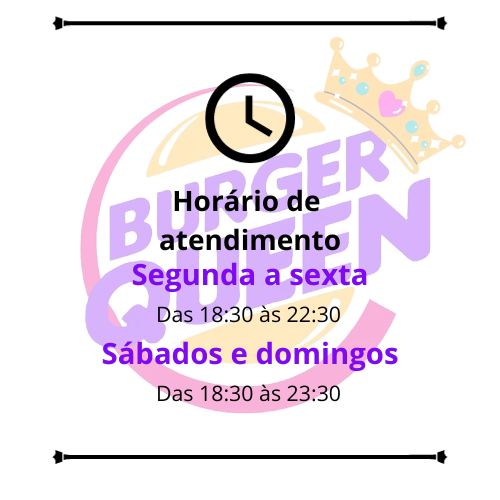 BURGER
QUEEN
Horário de
atendimento
Segunda a sexta
Das 18:30 às 22:30
Sábados e domingos
Das 18:30 às 23:30